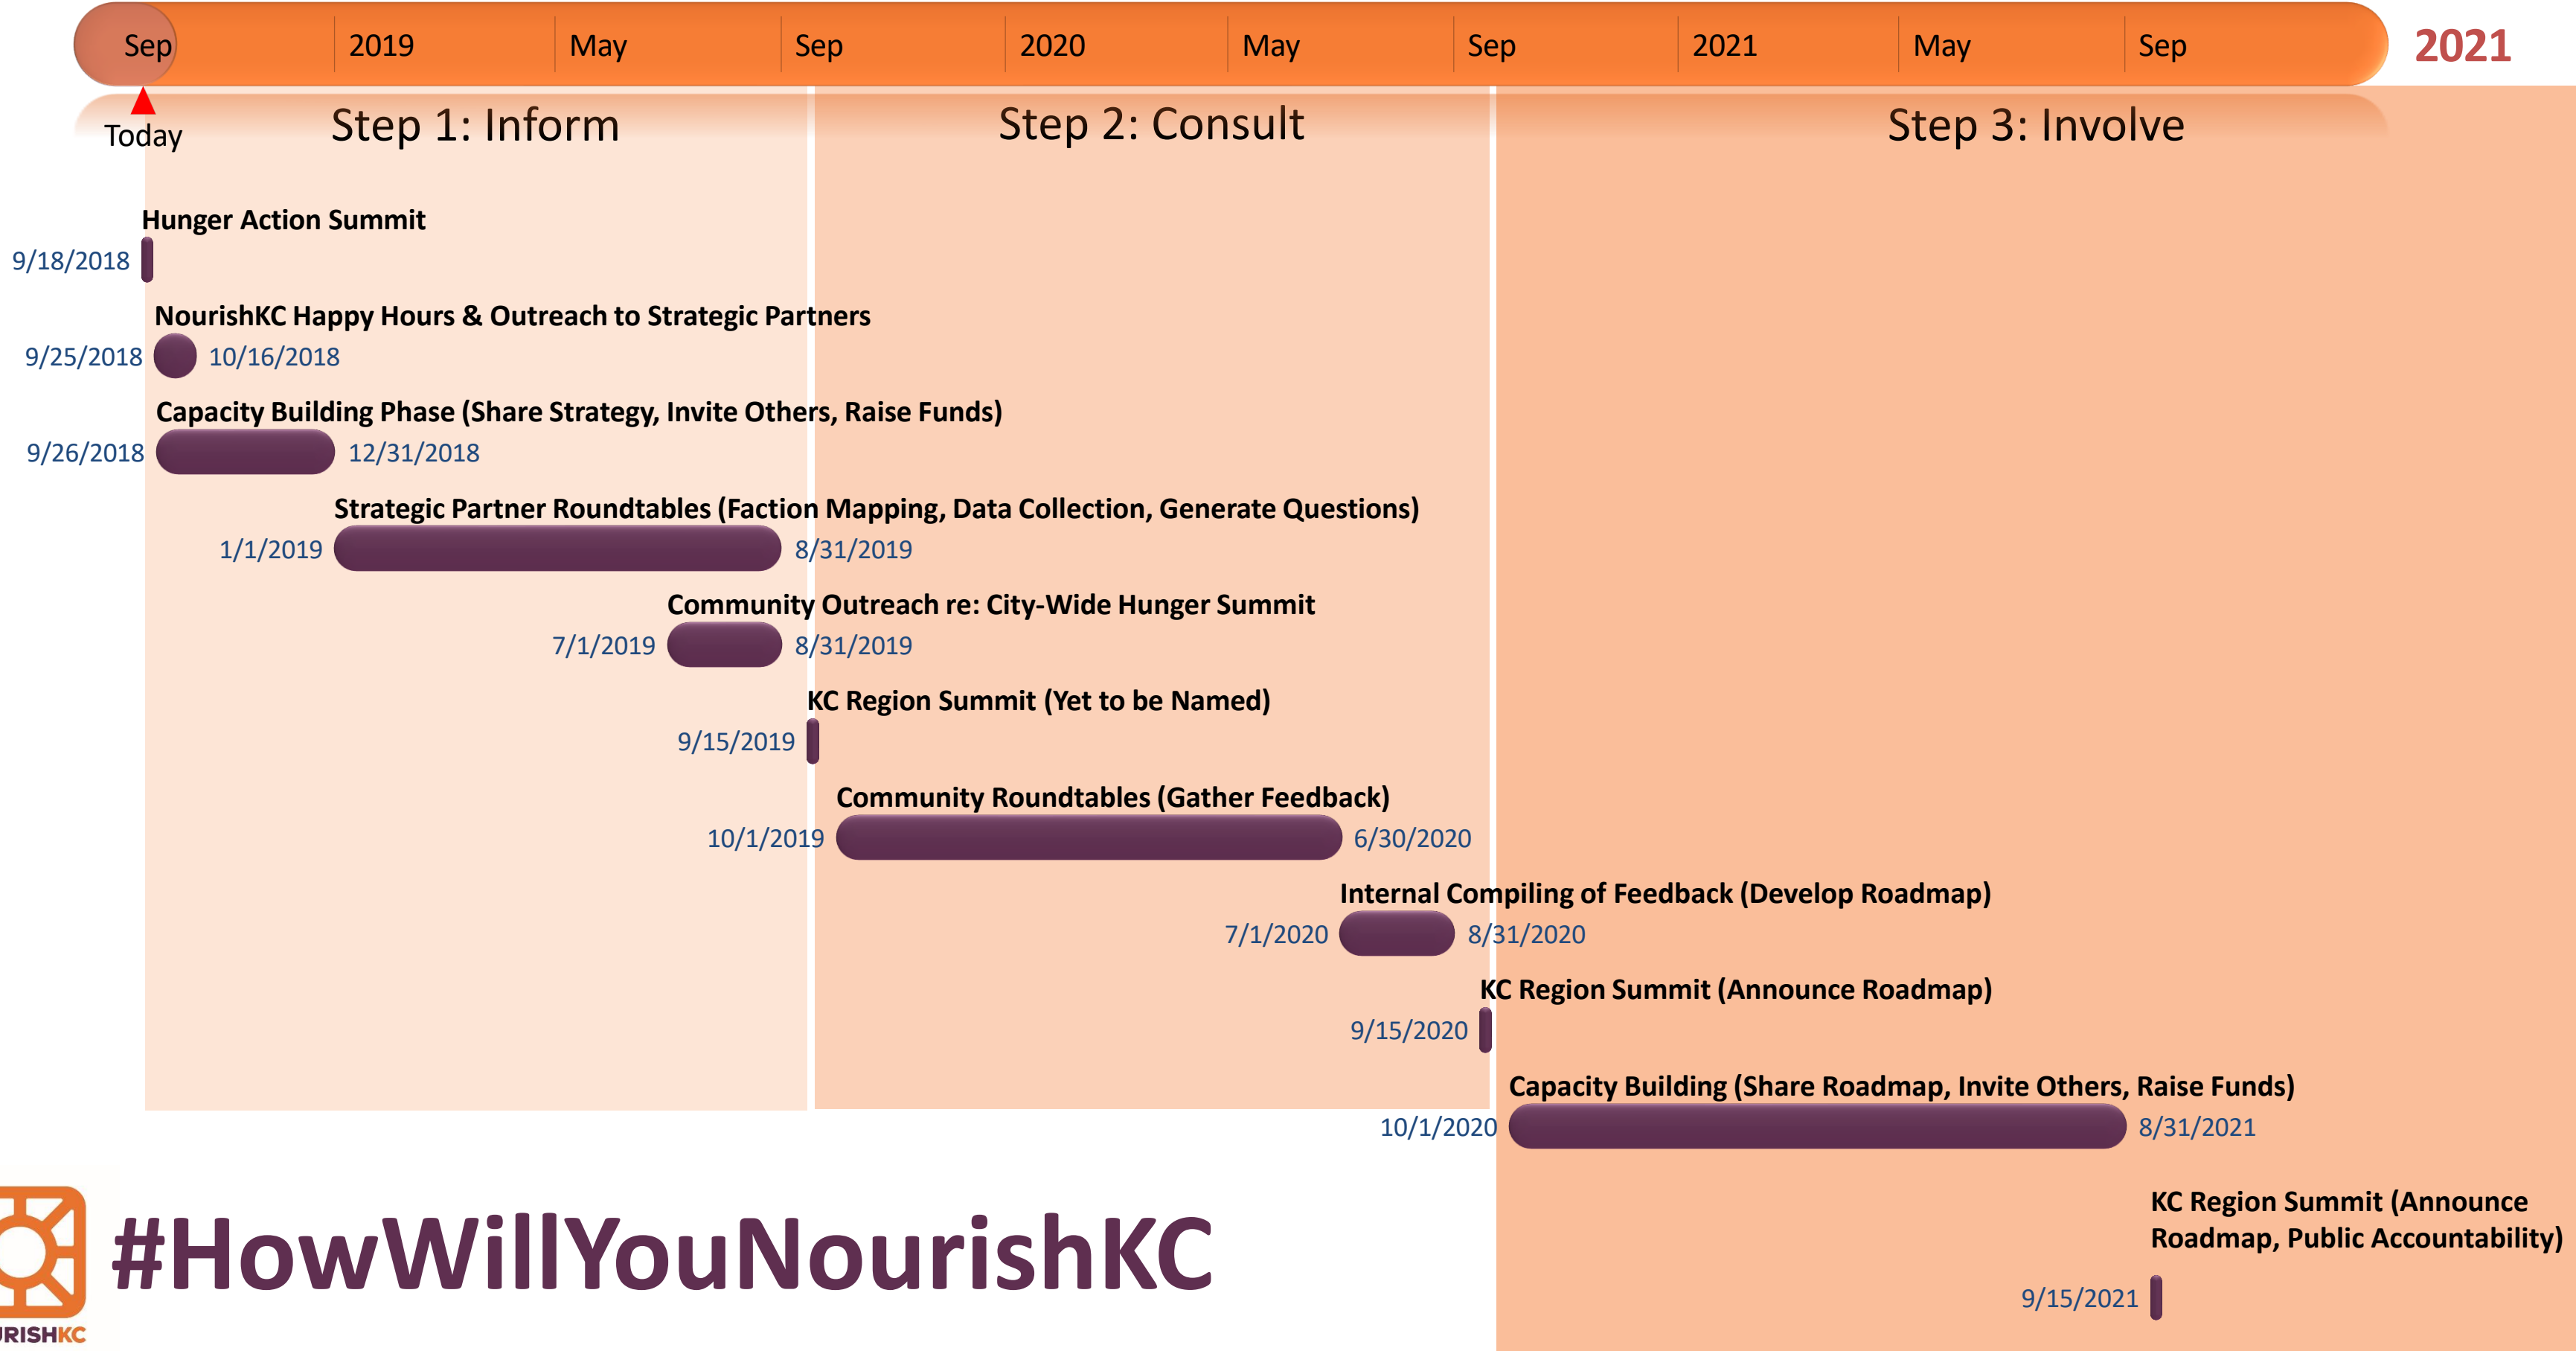 Sep 2019 May Sep 2020 May Sep 2021 May Sep 2021
Today
Step 1: Inform
Step 2: Consult
Step 3: Involve
Hunger Action Summit
9/18/2018
NourishKC Happy Hours & Outreach to Strategic Partners
9/25/2018 10/16/2018
Capacity Building Phase (Share Strategy, Invite Others, Raise Funds)
9/26/2018 12/31/2018
Strategic Partner Roundtables (Faction Mapping, Data Collection, Generate Questions)
1/1/2019 8/31/2019
Community Outreach re: City-Wide Hunger Summit
7/1/2019 8/31/2019
KC Region Summit (Yet to be Named)
9/15/2019
Community Roundtables (Gather Feedback)
10/1/2019 6/30/2020
Internal Compiling of Feedback (Develop Roadmap)
7/1/2020 8/31/2020
KC Region Summit (Announce Roadmap)
9/15/2020
Capacity Building (Share Roadmap, Invite Others, Raise Funds)
10/1/2020 8/31/2021
KC Region Summit (Announce
Roadmap, Public Accountability)
9/15/2021
#HowWillYouNourishKC
URISHKC